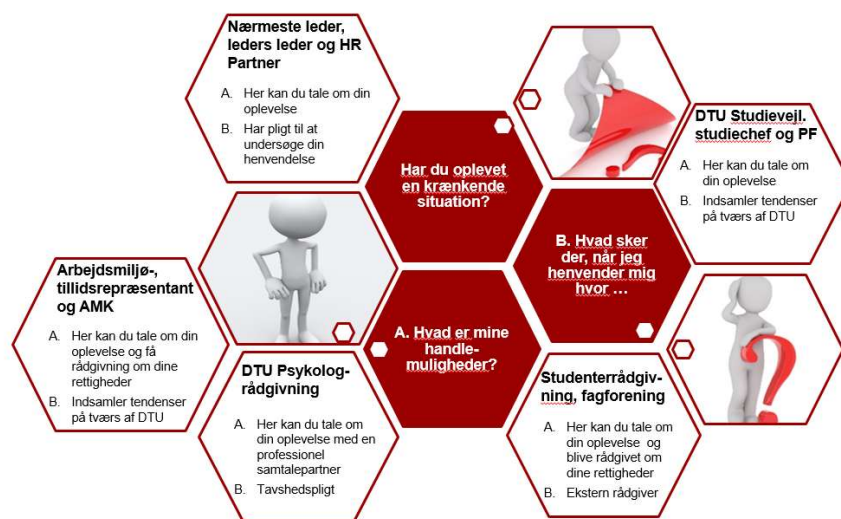 Nærmeste leder,
leders leder og HR
Partner
A. Her kan du tale om din
oplevelse
B. Har pligt til at
undersøge din
henvendelse
Har du oplevet
en krænkende
situation?
DTU Studievejl.
studiechef og PF
A. Her kan du tale om
din oplevelse
B. Indsamler tendenser
på tværs af DTU
B. Hvad sker
der, når jeg
henvender mig
hvor …
Arbejdsmiljø-,
tillidsrepræsentant
og AMK
A. Her kan du tale om din
oplevelse og få
rådgivning om dine
rettigheder
B. Indsamler tendenser
på tværs af DTU
A. Hvad er mine
handle-
muligheder?
DTU Psykolog-
rådgivning
A. Her kan du tale om
din oplevelse med en
professionel
samtalepartner
B. Tavshedspligt
Studenterrådgiv-
ning, fagforening
A. Her kan du tale om
din oplevelse og
blive rådgivet om
dine rettigheder
B. Ekstern rådgiver